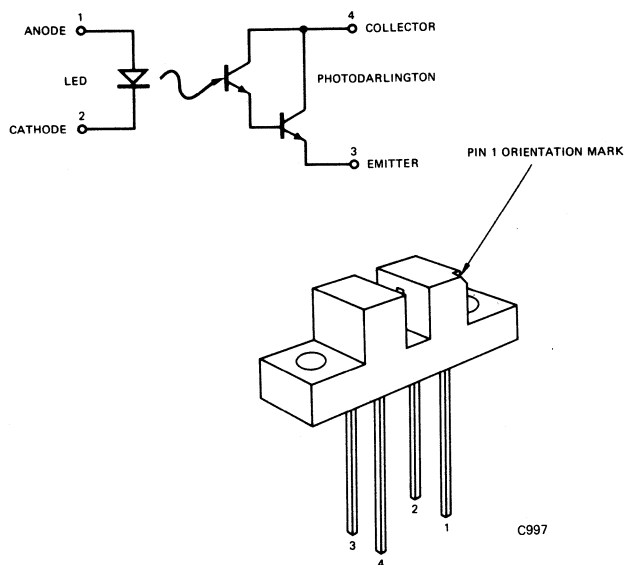 1
ANODE
LED
2
CATHODE
4
COLLECTOR
PHOTODARLINGTON
3
EMITTER
PIN 1 ORIENTATION MARK
2
1
3
4
C997